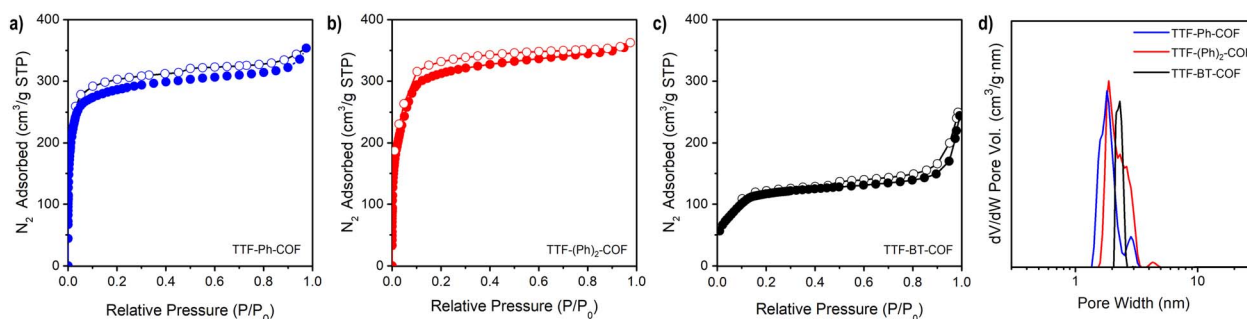 a)
N₂ Adsorbed (cm³/g STP)
400
300
200
100
0
0.0 0.2 0.4 0.6 0.8 1.0
Relative Pressure (P/P₀)
TTF-Ph-COF
b)
N₂ Adsorbed (cm³/g STP)
400
300
200
100
0
0.0 0.2 0.4 0.6 0.8 1.0
Relative Pressure (P/P₀)
TTF-(Ph)₂-COF
c)
N₂ Adsorbed (cm³/g STP)
400
300
200
100
0
0.0 0.2 0.4 0.6 0.8 1.0
Relative Pressure (P/P₀)
TTF-BT-COF
d)
dV/dW Pore Vol. (cm³/g·nm)
TTF-Ph-COF
TTF-(Ph)₂-COF
TTF-BT-COF
1 10
Pore Width (nm)